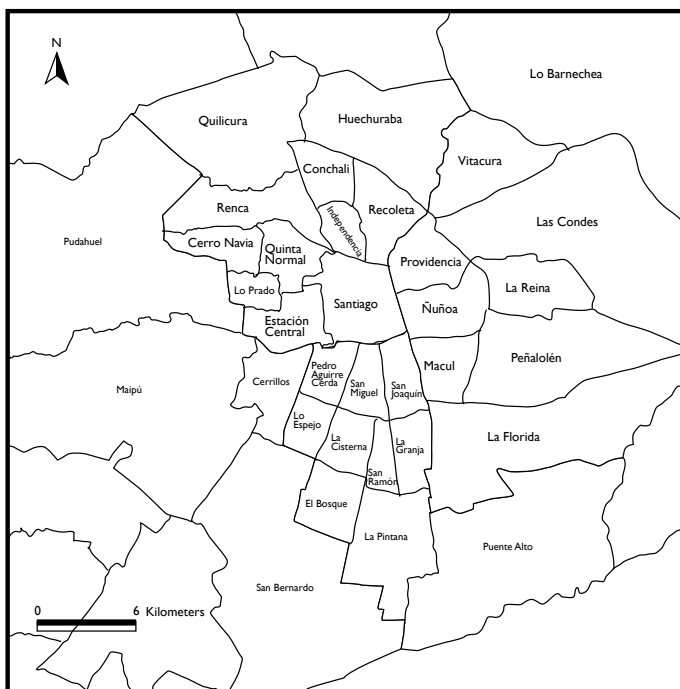 N
Lo Barnechea
Quilicura
Huechuraba
Vitacura
Conchali
Renca
Independencia
Recoleta
Las Condes
Pudahuel
Cerro Navia
Quinta
Normal
Providencia
Lo Prado
La Reina
Santiago
Ñuñoa
Estación
Central
Peñalolén
Macul
Pedro
Aguirre
Cerda
Cerrillos
San
Miguel
San
Joaquín
Maipú
Lo
Espejo
La
Cisterna
La
Granja
La Florida
San
Ramón
El Bosque
La Pintana
Puente Alto
San Bernardo
0 6 Kilometers